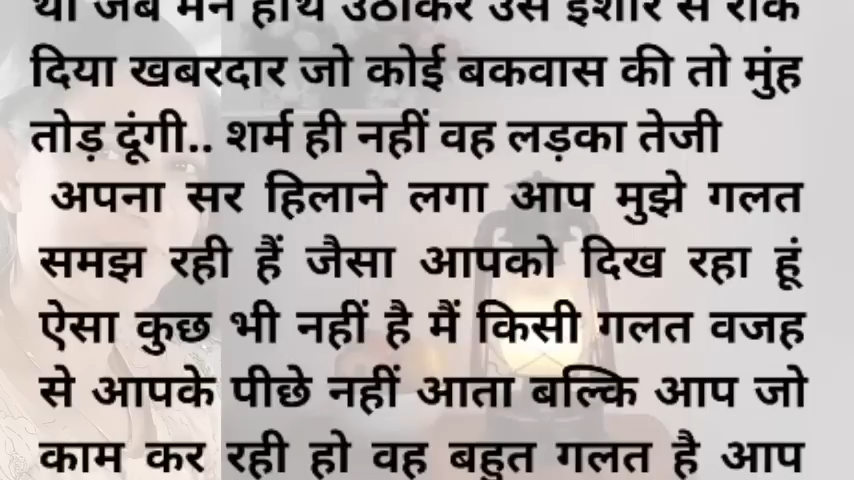 था जब मैंने हाथ उठाकर उसे इशारे से रोक
दिया खबरदार जो कोई बकवास की तो मुंह
तोड़ दूंगी.. शर्म ही नहीं वह लड़का तेजी
अपना सर हिलाने लगा आप मुझे गलत
समझ रही हैं जैसा आपको दिख रहा हूं
ऐसा कुछ भी नहीं है मैं किसी गलत वजह
से आपके पीछे नहीं आता बल्कि आप जो
काम कर रही हो वह बहुत गलत है आप